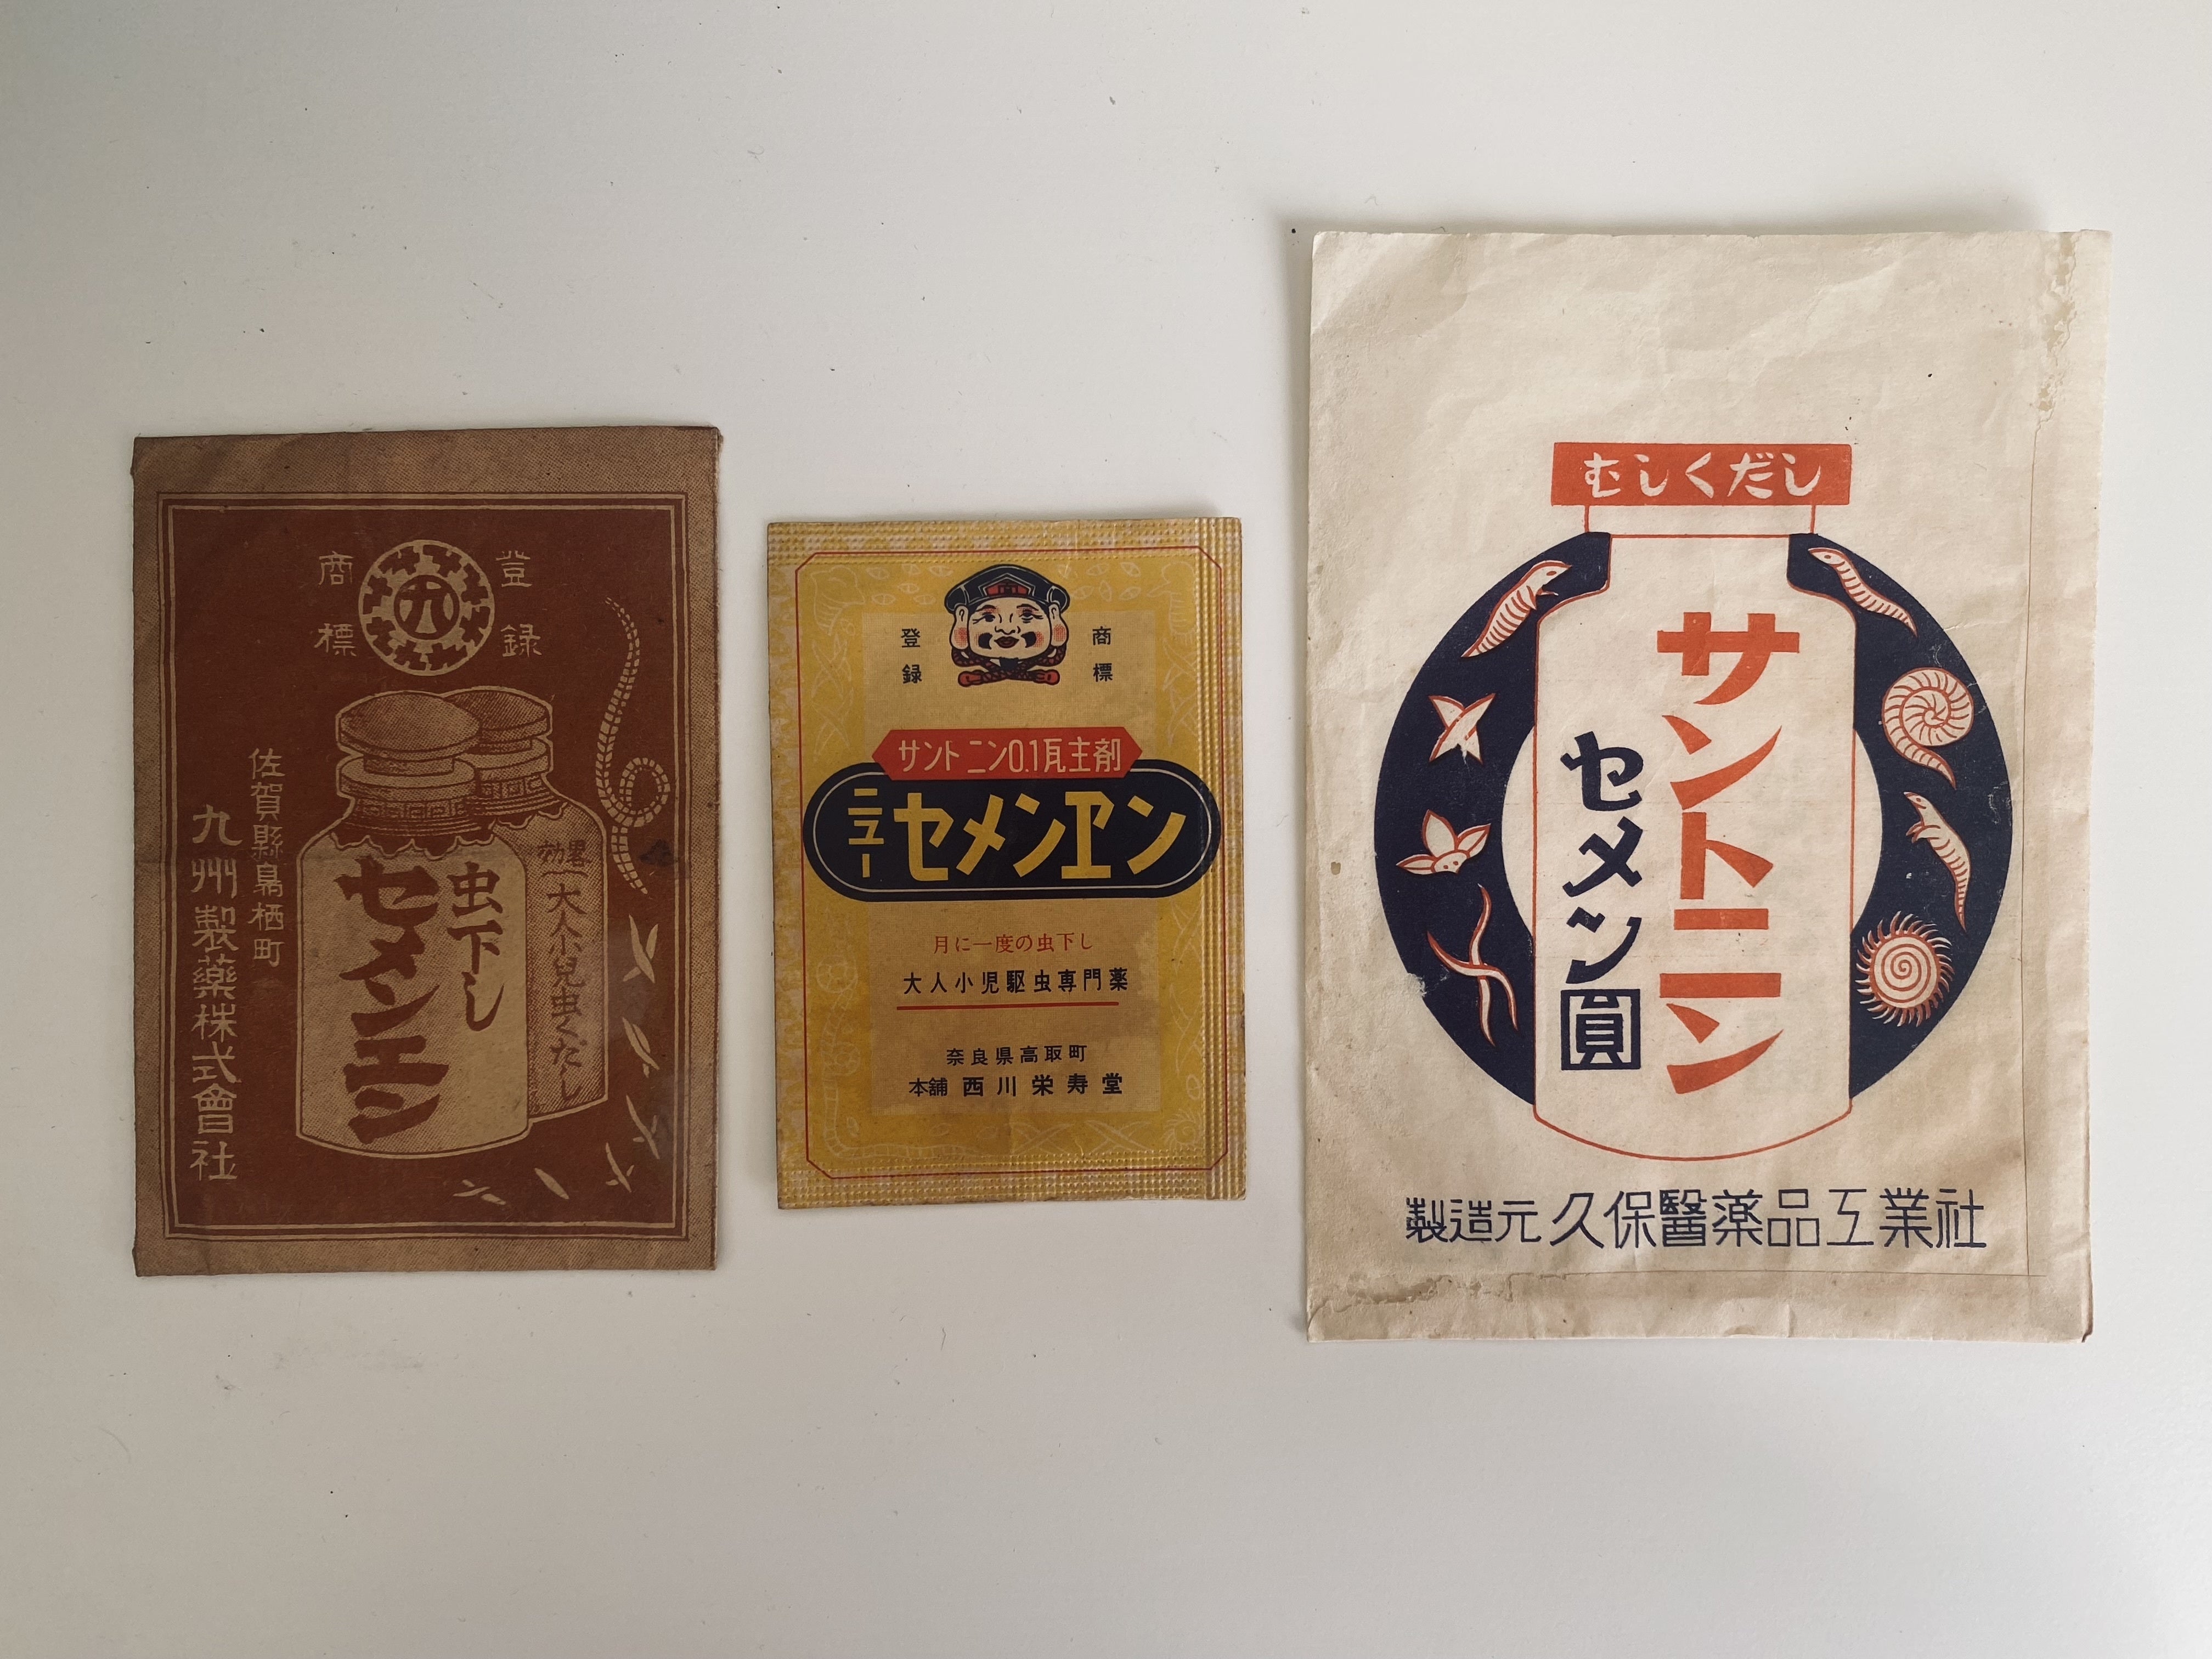 登録
商標
九
虫下し
セメンエン
効果
大人小兒虫くだし
佐賀縣鳥栖町
九州製藥株式會社
登録
商標
サントニン0.1瓦主剤
ニューセメンヱン
月に一度の虫下し
大人小児駆虫専門薬
奈良県高取町
本舗 西川栄寿堂
むしくだし
サントニン
セメン圓
製造元 久保醫薬品工業社